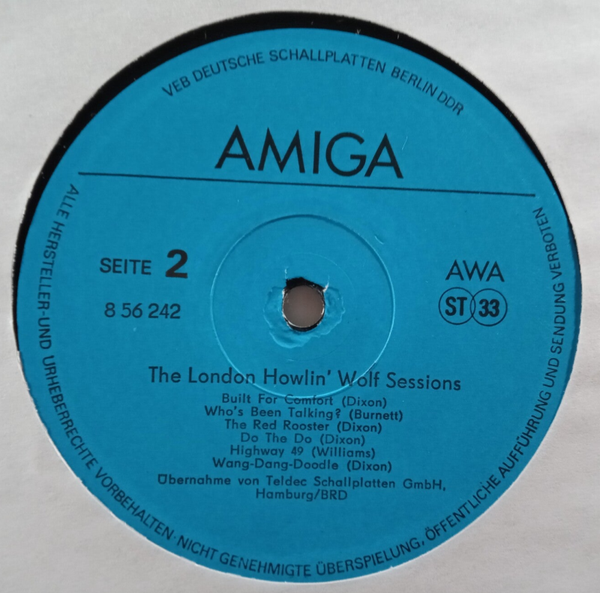 VEB DEUTSCHE SCHALLPLATTEN BERLIN DDR
AMIGA
SEITE 2
AWA
8 56 242
ST 33
The London Howlin' Wolf Sessions
Built For Comfort (Dixon)
Who's Been Talking? (Burnett)
The Red Rooster (Dixon)
Do The Do (Dixon)
Highway 49 (Williams)
Wang-Dang-Doodle (Dixon)
Übernahme von Teldec Schallplatten GmbH,
Hamburg/BRD
ALLE HERSTELLER-UND URHEBERRECHTE VORBEHALTEN. NICHT GENEHMIGTE ÜBERSPIELUNG, ÖFFENTLICHE AUFFÜHRUNG UND SENDUNG VERBOTEN